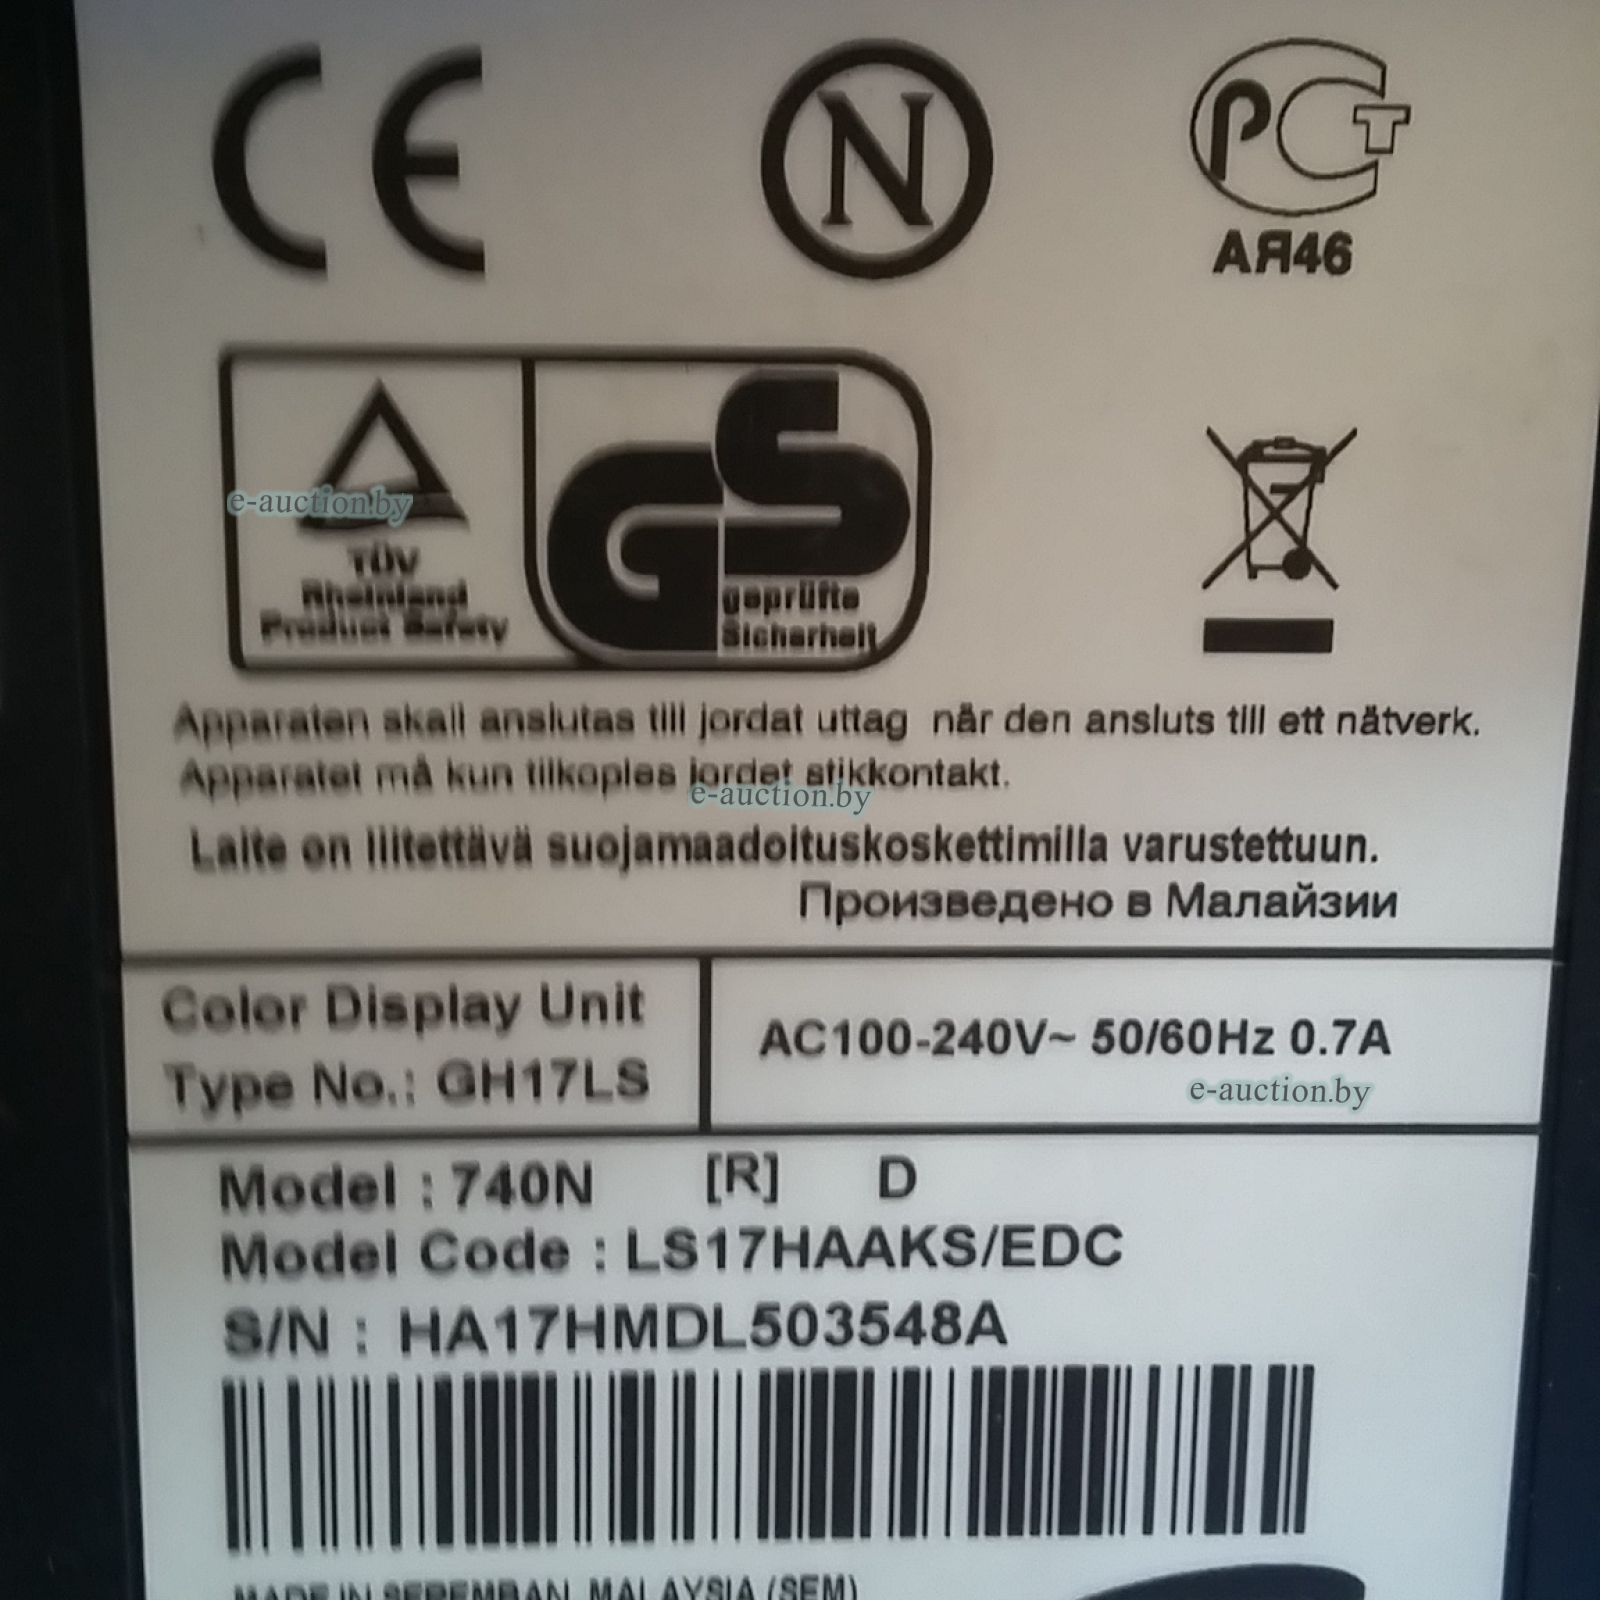 CE N PCT
АЯ46
GS
e-auction.by
TÜV
Rheinland
Product Safety
geprüfte
Sicherheit
Apparaten skall anslutas till jordat uttag när den ansluts till ett nätverk.
Apparatet må kun tilkoples jordet stikkontakt.
e-auction.by
Laite on liitettävä suojamaadoituskoskettimilla varustettuun.
Произведено в Малайзии
Color Display Unit
Type No.: GH17LS
AC100-240V~ 50/60Hz 0.7A
e-auction.by
Model : 740N [R] D
Model Code : LS17HAAKS/EDC
S/N : HA17HMDL503548A
MADE IN SEREMBAN, MALAYSIA (SEM)